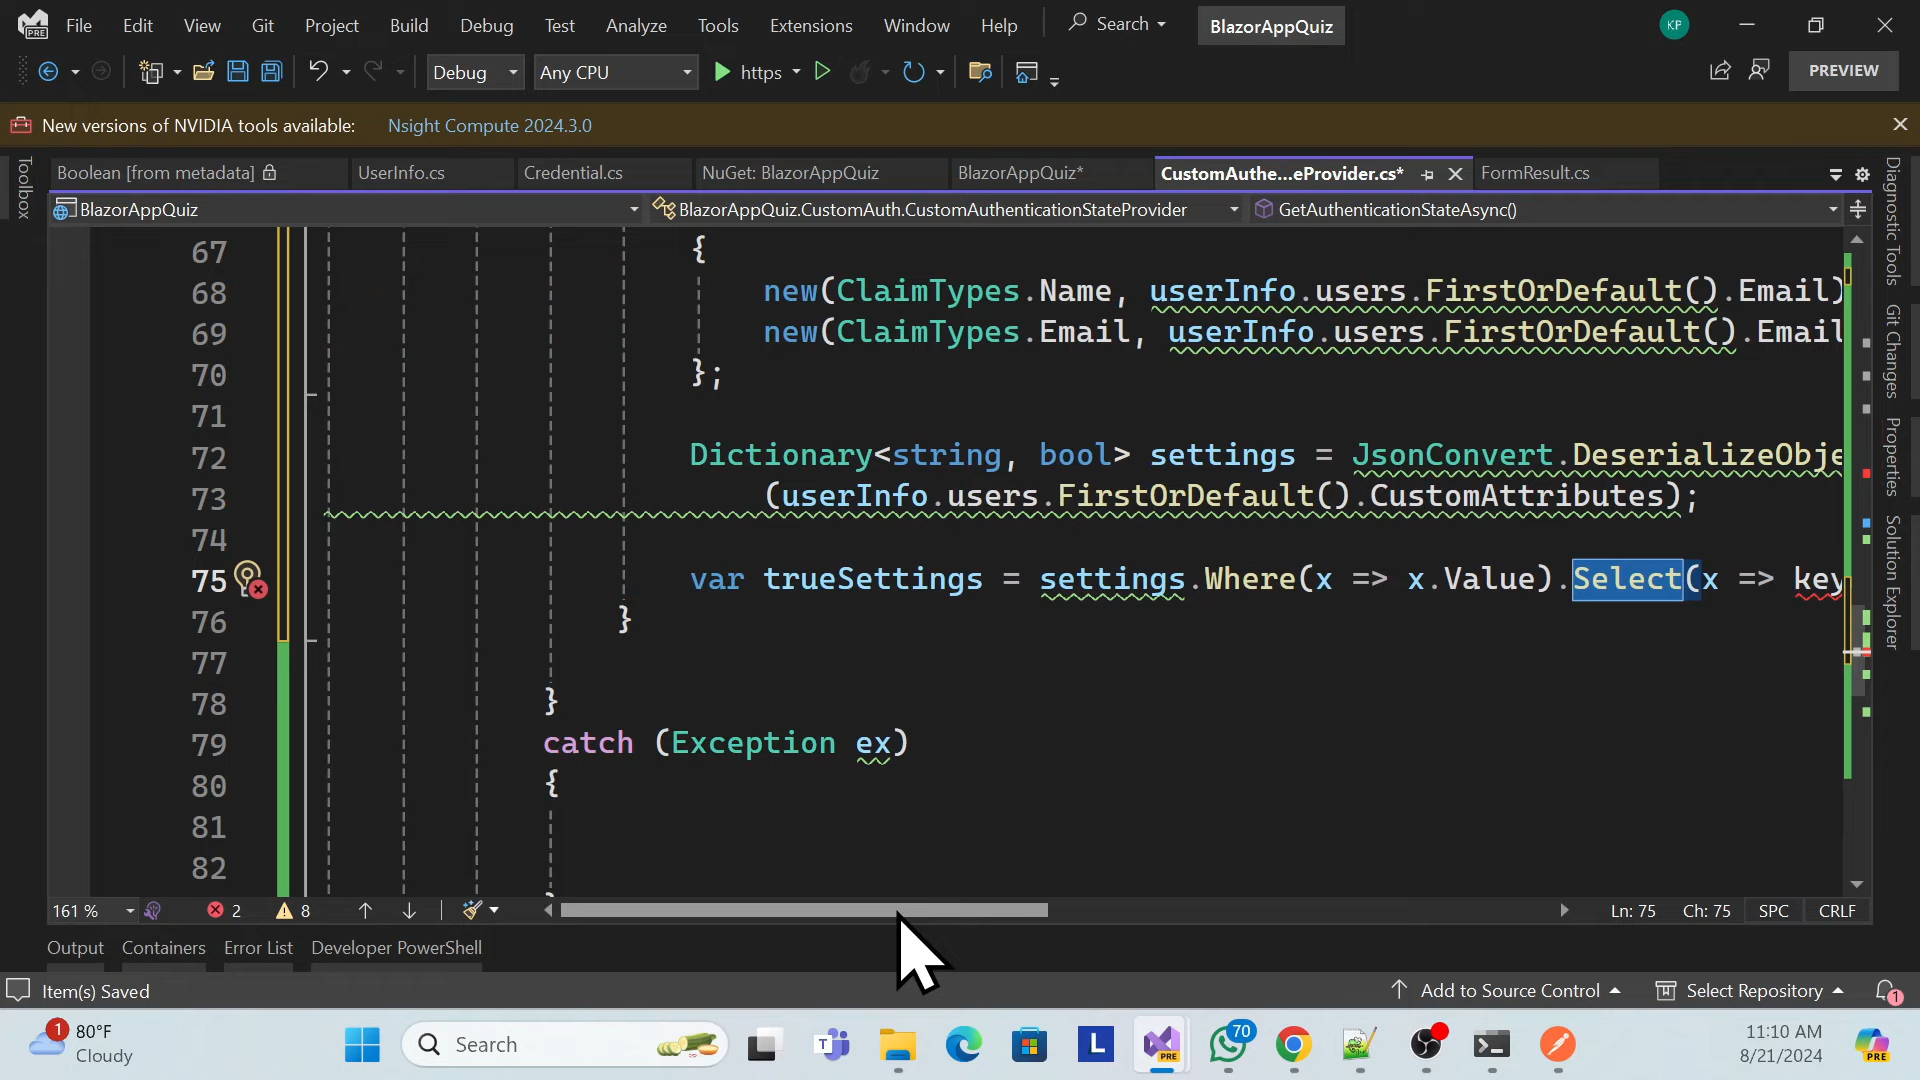 File Edit View Git Project Build Debug Test Analyze Tools Extensions Window Help Search BlazorAppQuiz KP
Debug Any CPU https PREVIEW
New versions of NVIDIA tools available: Nsight Compute 2024.3.0
Boolean [from metadata] UserInfo.cs Credential.cs NuGet: BlazorAppQuiz BlazorAppQuiz* CustomAuthe...eProvider.cs* FormResult.cs
BlazorAppQuiz BlazorAppQuiz.CustomAuth.CustomAuthenticationStateProvider GetAuthenticationStateAsync()
Toolbox
Diagnostic Tools
Git Changes
Properties
Solution Explorer
67 {
68 new(ClaimTypes.Name, userInfo.users.FirstOrDefault().Email)
69 new(ClaimTypes.Email, userInfo.users.FirstOrDefault().Email
70 };
71
72 Dictionary<string, bool> settings = JsonConvert.DeserializeObje
73 (userInfo.users.FirstOrDefault().CustomAttributes);
74
75 var trueSettings = settings.Where(x => x.Value).Select(x => key
76 }
77
78 }
79 catch (Exception ex)
80 {
81
82
161 % 2 8 Ln: 75 Ch: 75 SPC CRLF
Output Containers Error List Developer PowerShell
Item(s) Saved Add to Source Control Select Repository 1
1 80°F
Cloudy
Search
L
PRE
70
11:10 AM
8/21/2024
PRE